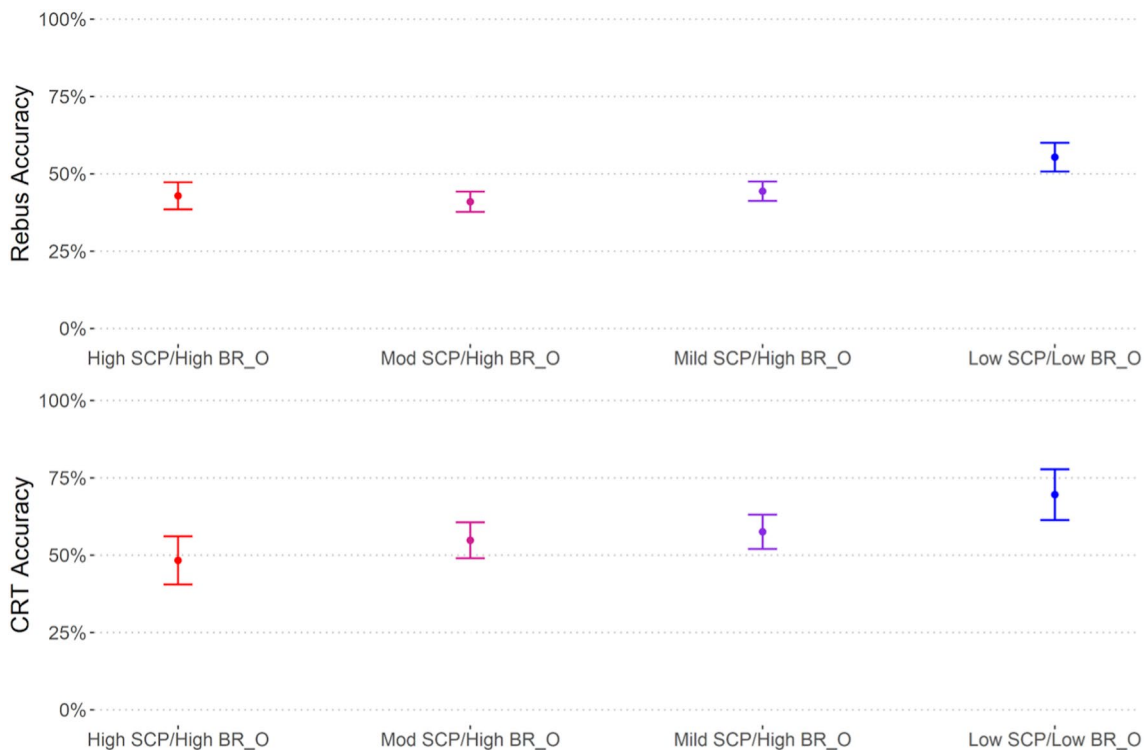 100%
75%
50%
25%
0%
Rebus Accuracy
High SCP/High BR_O
Mod SCP/High BR_O
Mild SCP/High BR_O
Low SCP/Low BR_O
100%
75%
50%
25%
0%
CRT Accuracy
High SCP/High BR_O
Mod SCP/High BR_O
Mild SCP/High BR_O
Low SCP/Low BR_O